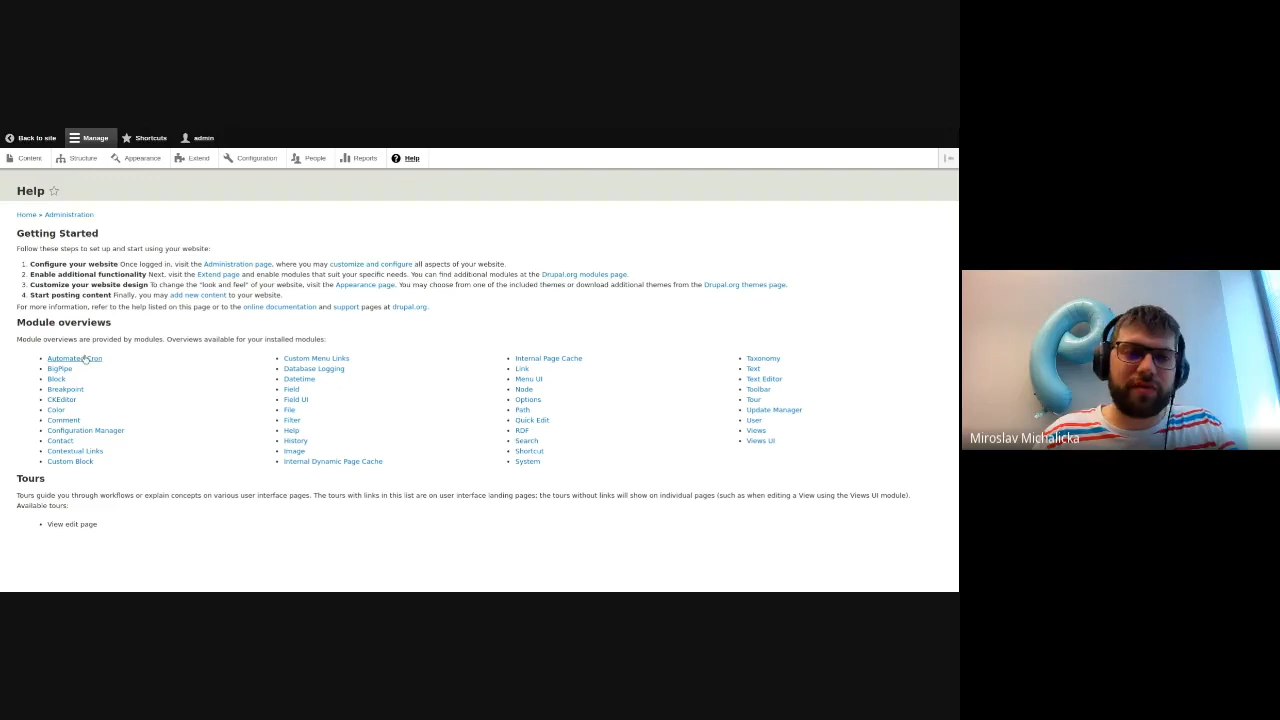 Back to site Manage Shortcuts admin
Content Structure Appearance Extend Configuration People Reports Help
Help
Home » Administration
Getting Started
Follow these steps to set up and start using your website:
1. Configure your website Once logged in, visit the Administration page, where you may customize and configure all aspects of your website.
2. Enable additional functionality Next, visit the Extend page and enable modules that suit your specific needs. You can find additional modules at the Drupal.org modules page.
3. Customize your website design To change the "look and feel" of your website, visit the Appearance page. You may choose from one of the included themes or download additional themes from the Drupal.org themes page.
4. Start posting content Finally, you may add new content to your website.
For more information, refer to the help listed on this page or to the online documentation and support pages at drupal.org.
Module overviews
Module overviews are provided by modules. Overviews available for your installed modules:
• Automated Cron
• BigPipe
• Block
• Breakpoint
• CKEditor
• Color
• Comment
• Configuration Manager
• Contact
• Contextual Links
• Custom Block
• Custom Menu Links
• Database Logging
• Datetime
• Field
• Field UI
• File
• Filter
• Help
• History
• Image
• Internal Dynamic Page Cache
• Internal Page Cache
• Link
• Menu UI
• Node
• Options
• Path
• Quick Edit
• RDF
• Search
• Shortcut
• System
• Taxonomy
• Text
• Text Editor
• Toolbar
• Tour
• Update Manager
• User
• Views
• Views UI
Tours
Tours guide you through workflows or explain concepts on various user interface pages. The tours with links in this list are on user interface landing pages; the tours without links will show on individual pages (such as when editing a View using the Views UI module).
Available tours:
• View edit page
Miroslav Michalicka